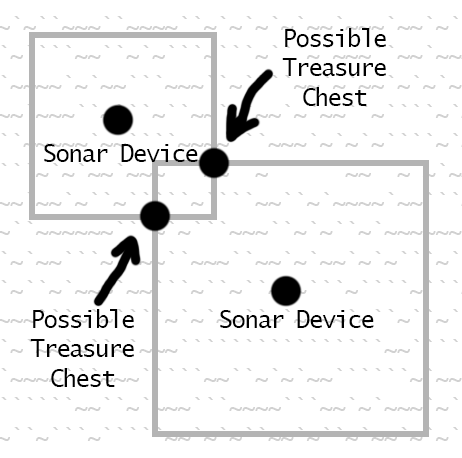 Possible
Treasure
Chest
Sonar Device
Sonar Device
Possible
Treasure
Chest